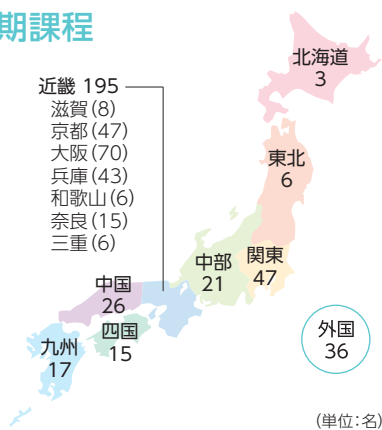 期課程
北海道
3
近畿 195
滋賀(8)
京都(47)
大阪(70)
兵庫(43)
和歌山(6)
奈良(15)
三重(6)
東北
6
関東
47
中部
21
中国
26
四国
15
九州
17
外国
36
(単位:名)